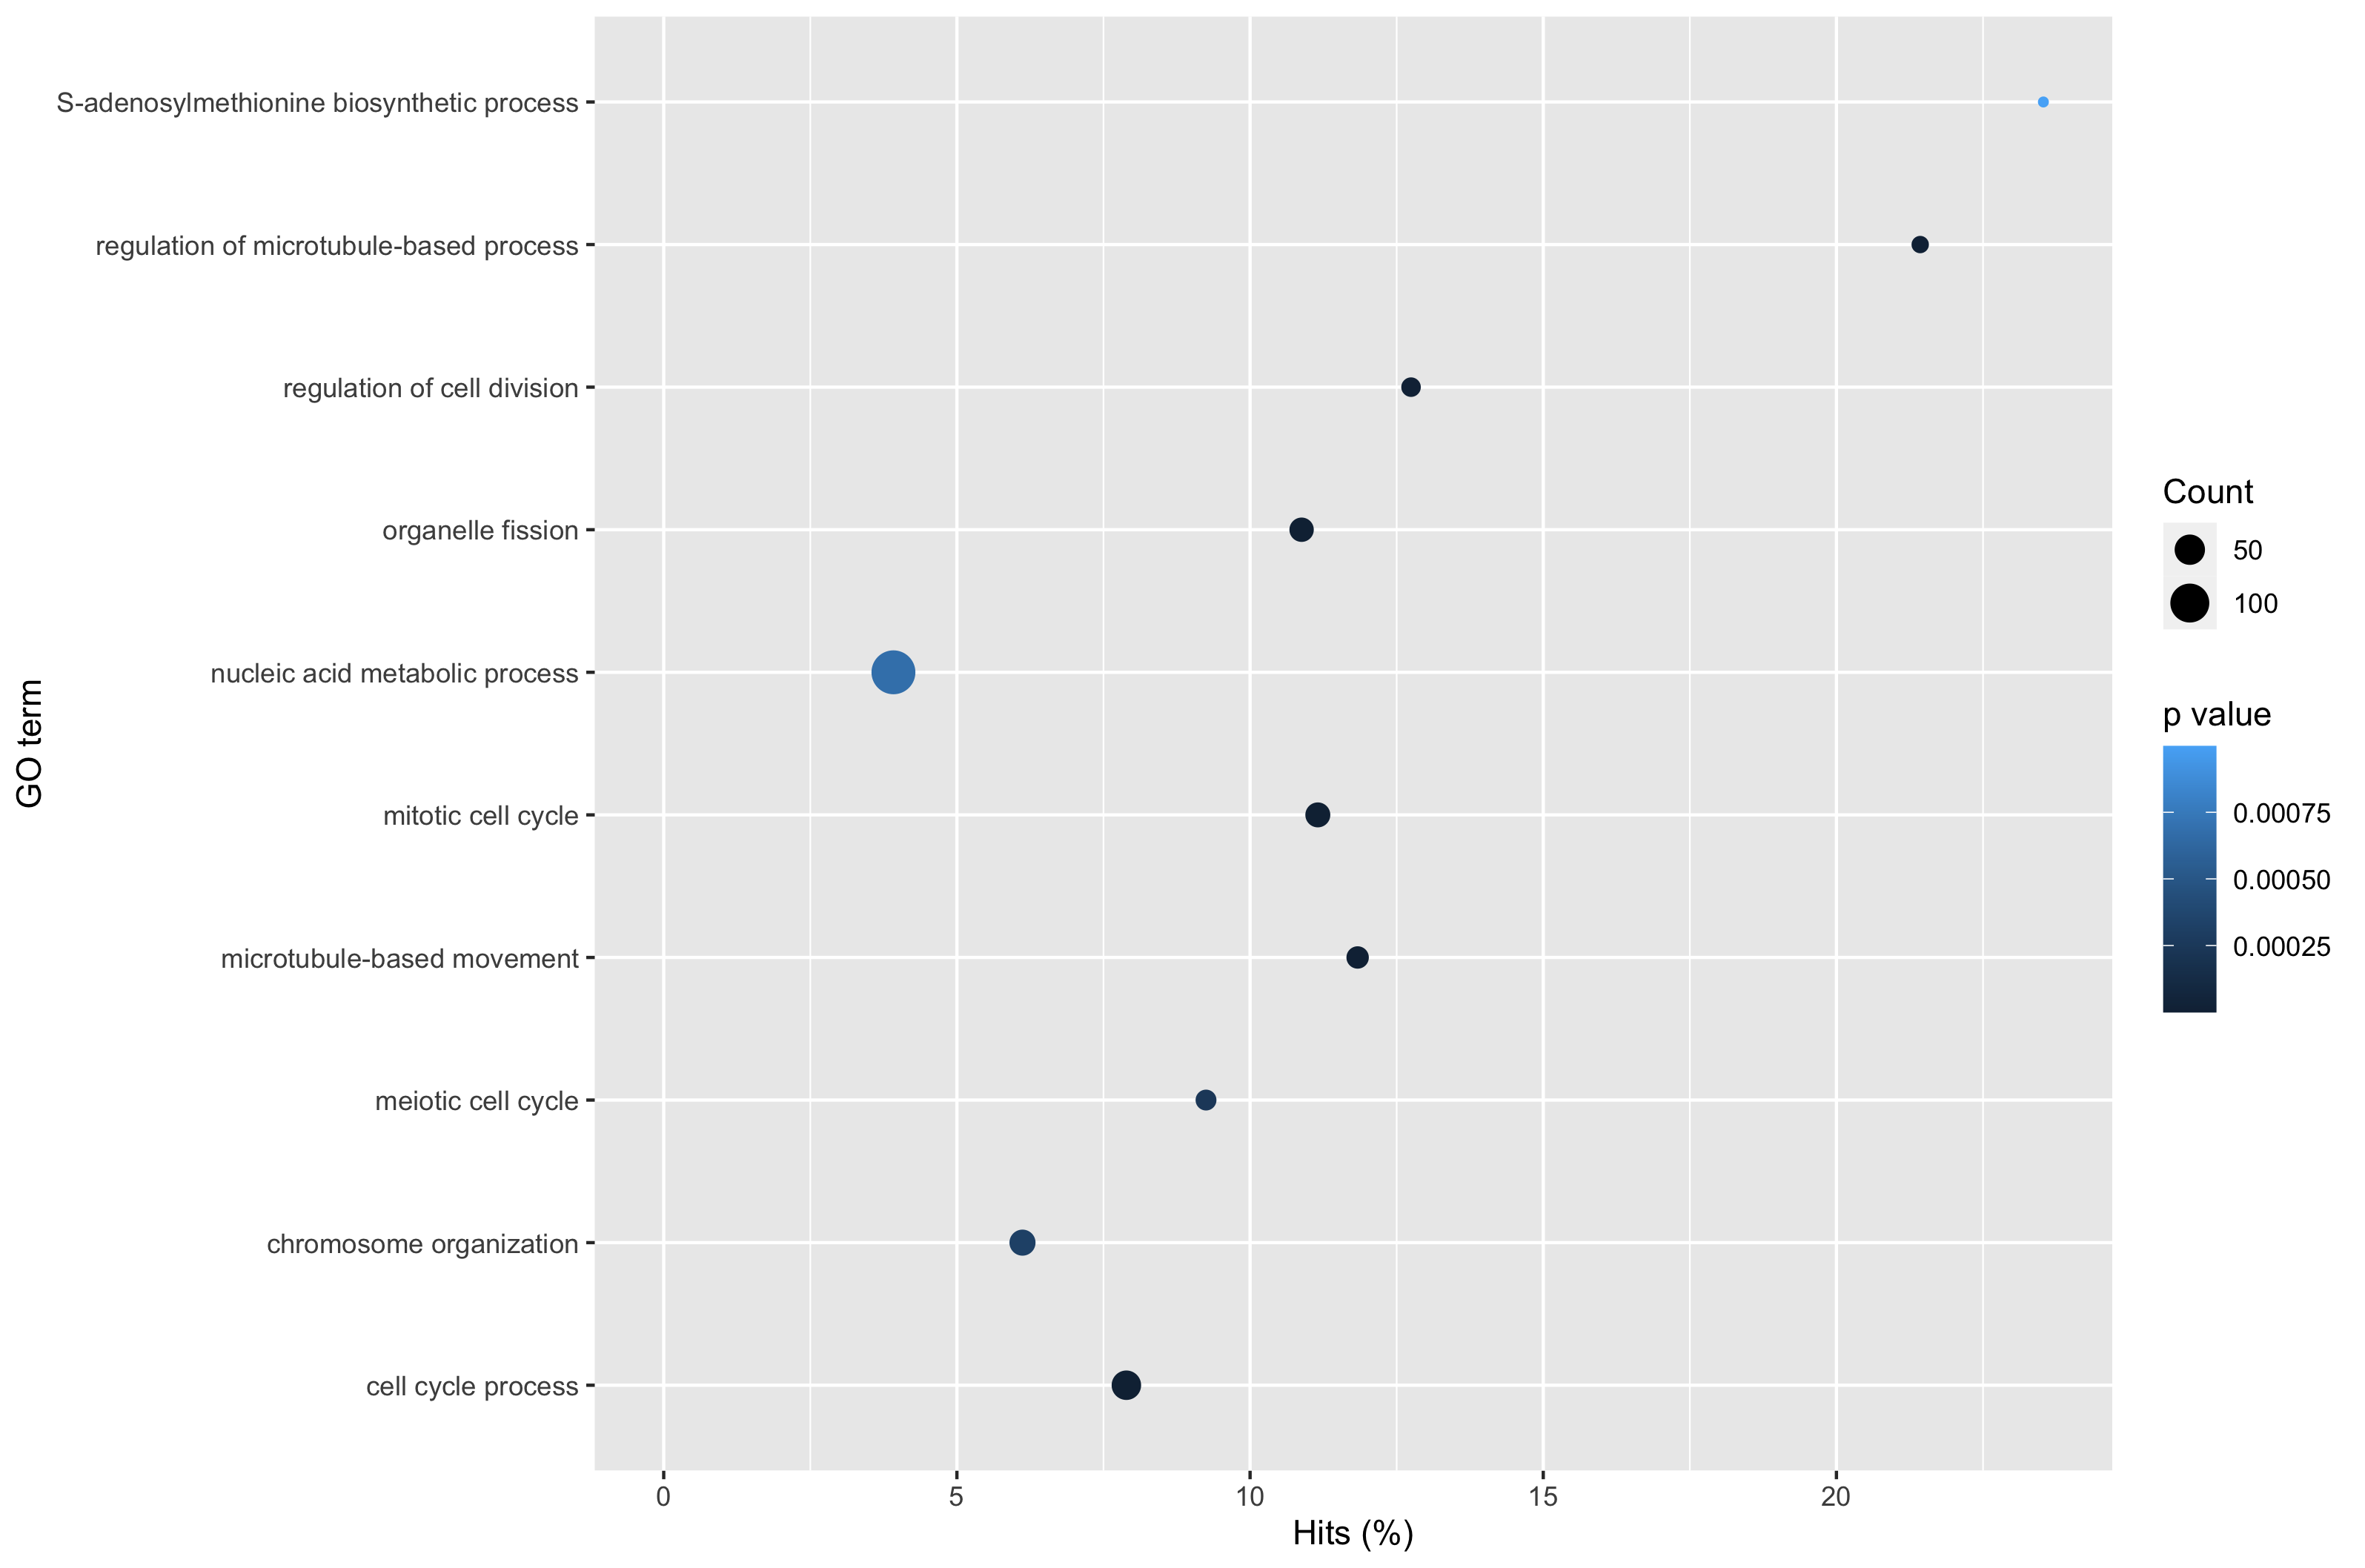 S-adenosylmethionine biosynthetic process
regulation of microtubule-based process
regulation of cell division
organelle fission
nucleic acid metabolic process
mitotic cell cycle
microtubule-based movement
meiotic cell cycle
chromosome organization
cell cycle process
GO term
0 5 10 15 20
Hits (%)
Count
50
100
p value
0.00075
0.00050
0.00025